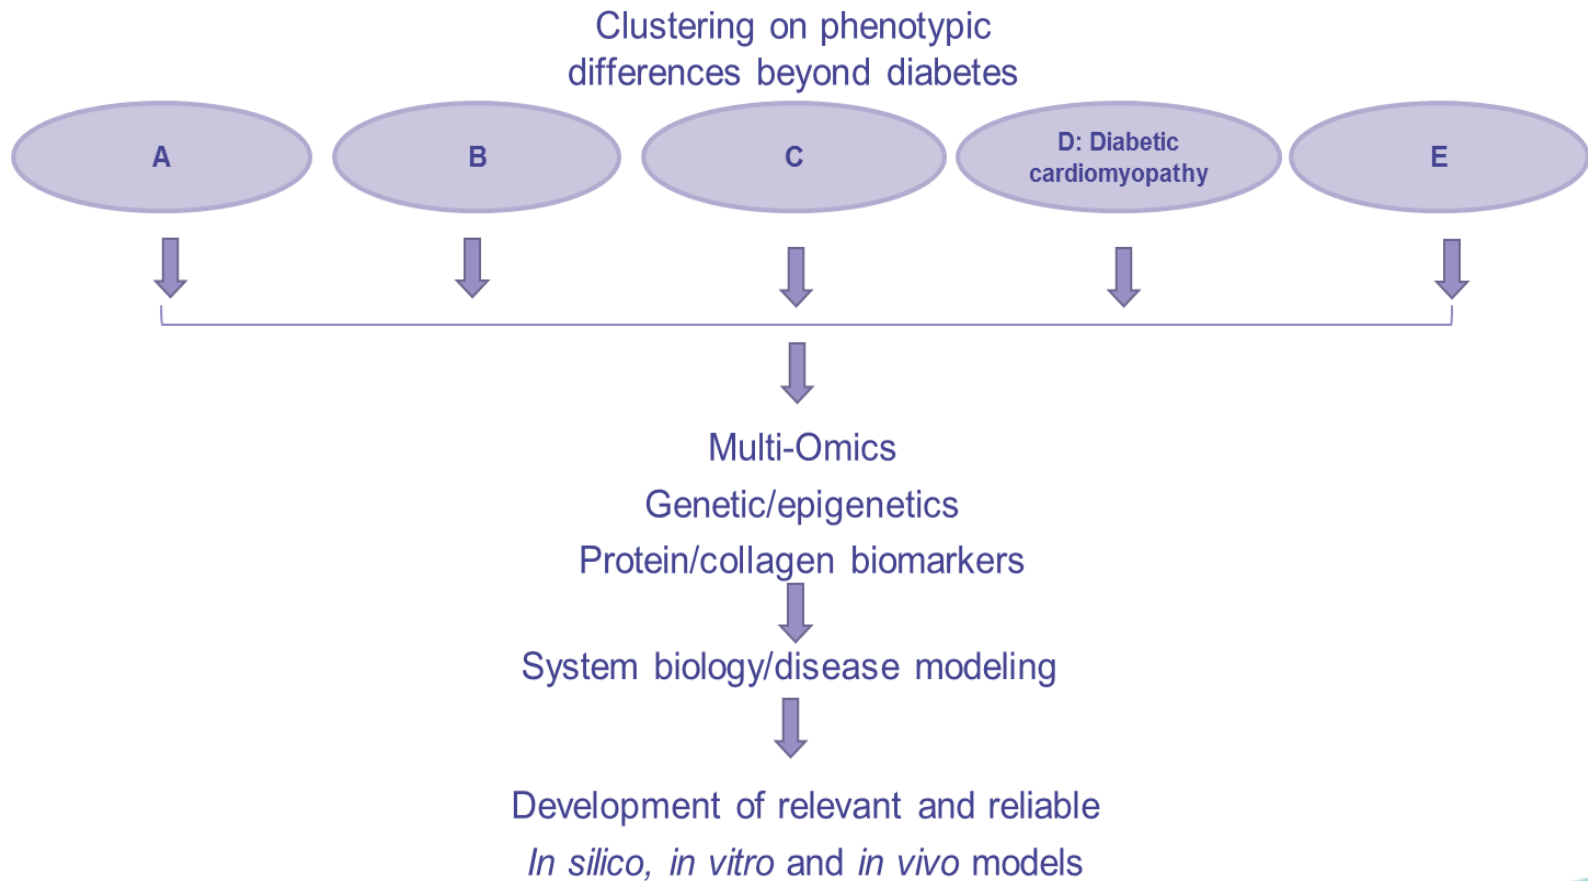 Clustering on phenotypic
differences beyond diabetes
A
B
C
D: Diabetic
cardiomyopathy
E
Multi-Omics
Genetic/epigenetics
Protein/collagen biomarkers
System biology/disease modeling
Development of relevant and reliable
In silico, in vitro and in vivo models